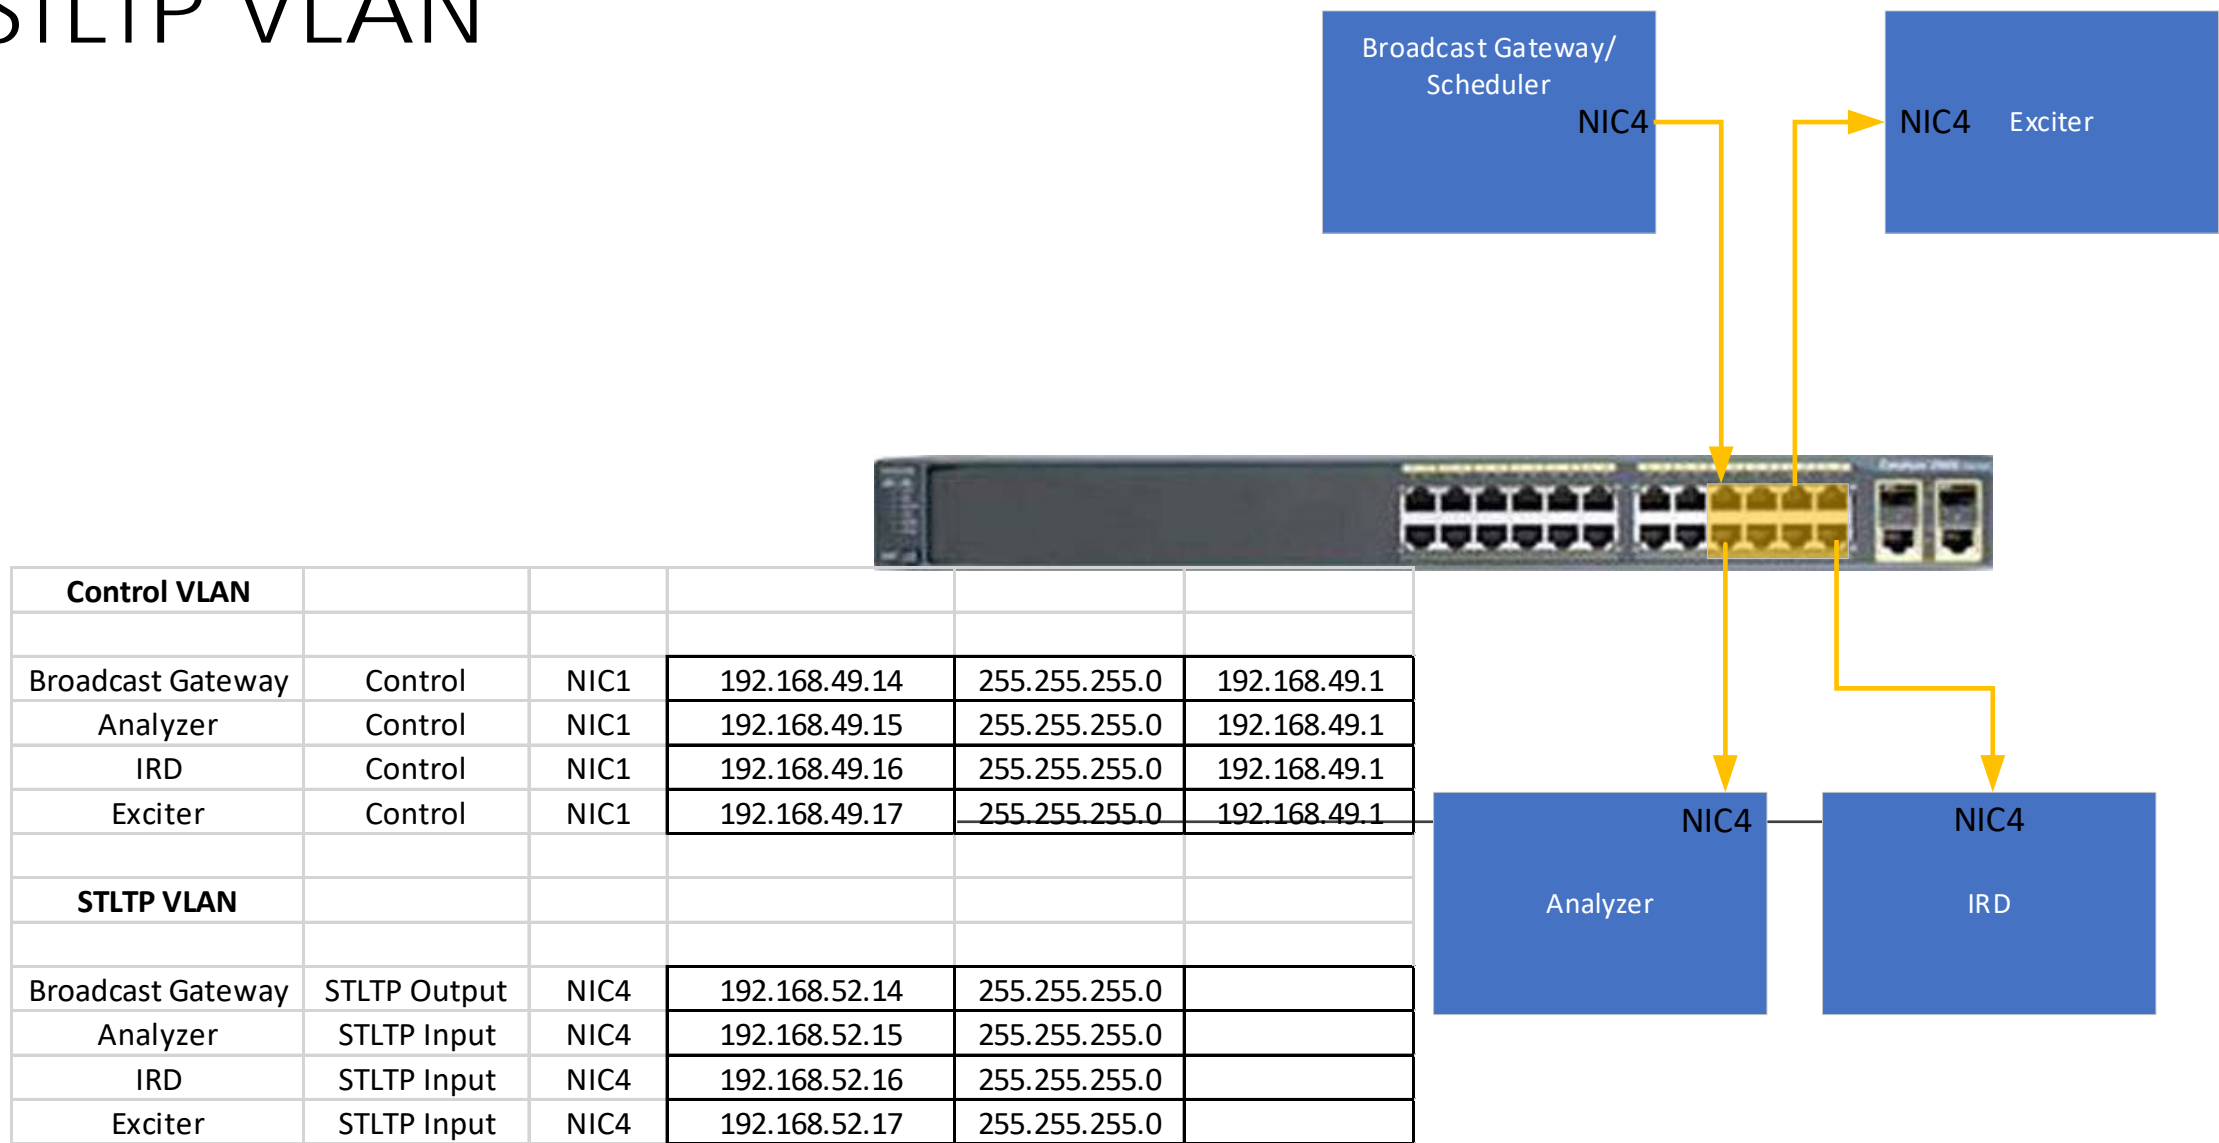 STLTP VLAN
Broadcast Gateway/
Scheduler
NIC4
NIC4 Exciter
Control VLAN
Broadcast Gateway Control NIC1 192.168.49.14 255.255.255.0 192.168.49.1
Analyzer Control NIC1 192.168.49.15 255.255.255.0 192.168.49.1
IRD Control NIC1 192.168.49.16 255.255.255.0 192.168.49.1
Exciter Control NIC1 192.168.49.17 255.255.255.0 192.168.49.1
STLTP VLAN
Broadcast Gateway STLTP Output NIC4 192.168.52.14 255.255.255.0
Analyzer STLTP Input NIC4 192.168.52.15 255.255.255.0
IRD STLTP Input NIC4 192.168.52.16 255.255.255.0
Exciter STLTP Input NIC4 192.168.52.17 255.255.255.0
NIC4
Analyzer
NIC4
IRD